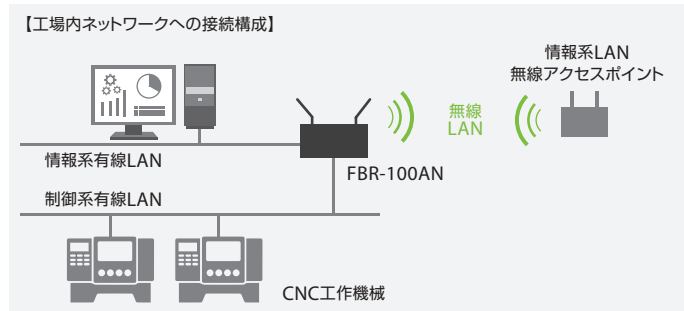 【工場内ネットワークへの接続構成】
情報系LAN
無線アクセスポイント
無線
LAN
情報系有線LAN
FBR-100AN
制御系有線LAN
CNC工作機械